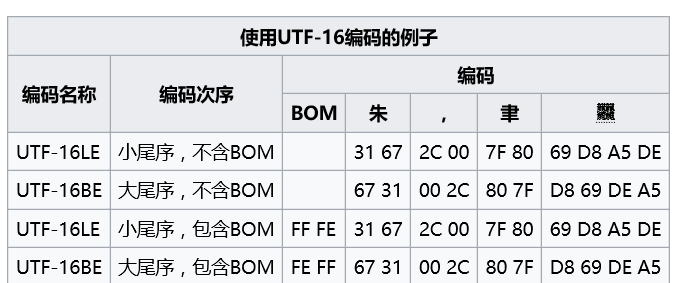 使用UTF-16编码的例子
编码名称 编码次序 编码
BOM 朱 , 聿 𪚥
UTF-16LE 小尾序，不含BOM 31 67 2C 00 7F 80 69 D8 A5 DE
UTF-16BE 大尾序，不含BOM 67 31 00 2C 80 7F D8 69 DE A5
UTF-16LE 小尾序，包含BOM FF FE 31 67 2C 00 7F 80 69 D8 A5 DE
UTF-16BE 大尾序，包含BOM FE FF 67 31 00 2C 80 7F D8 69 DE A5